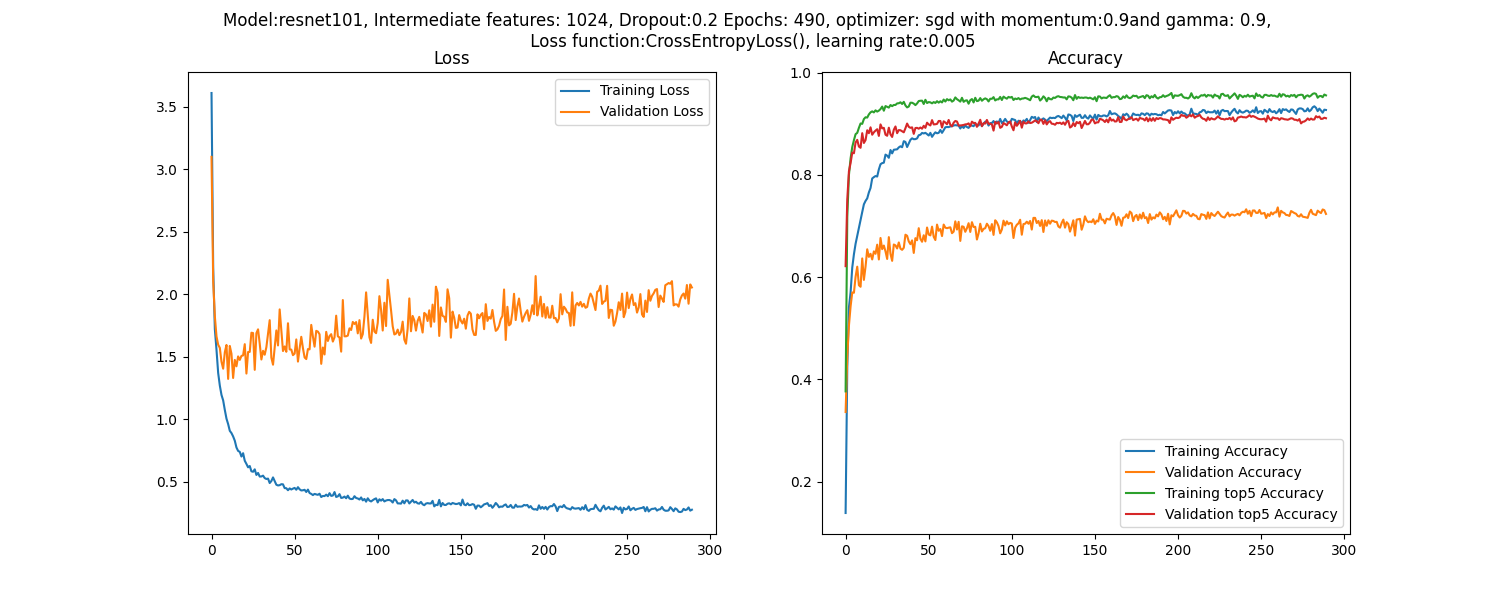 Model:resnet101, Intermediate features: 1024, Dropout:0.2 Epochs: 490, optimizer: sgd with momentum:0.9and gamma: 0.9,
Loss function:CrossEntropyLoss(), learning rate:0.005
Loss
Training Loss
Validation Loss
3.5
3.0
2.5
2.0
1.5
1.0
0.5
0 50 100 150 200 250 300
Accuracy
1.0
0.8
0.6
0.4
0.2
Training Accuracy
Validation Accuracy
Training top5 Accuracy
Validation top5 Accuracy
0 50 100 150 200 250 300